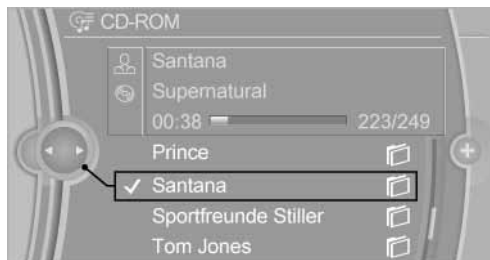 CD-ROM
Santana
Supernatural
00:38 223/249
Prince
Santana
Sportfreunde Stiller
Tom Jones